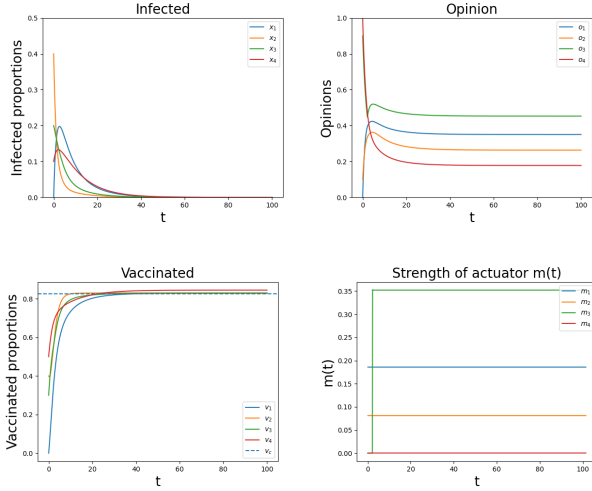 Infected
Infected proportions
0.5
0.4
0.3
0.2
0.1
0.0
0
20
40
60
80
100
t
x1
x2
x3
x4
Opinion
Opinions
1.0
0.8
0.6
0.4
0.2
0.0
0
20
40
60
80
100
t
o1
o2
o3
o4
Vaccinated
Vaccinated proportions
0.8
0.6
0.4
0.2
0.0
0
20
40
60
80
100
t
v1
v2
v3
v4
vc
Strength of actuator m(t)
m(t)
0.35
0.30
0.25
0.20
0.15
0.10
0.05
0.00
0
20
40
60
80
100
t
m1
m2
m3
m4